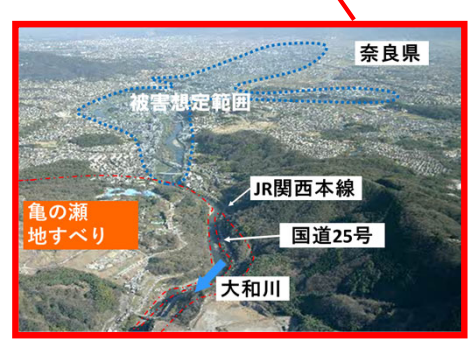 奈良県
被害想定範囲
JR関西本線
亀の瀬
地すべり
国道25号
大和川